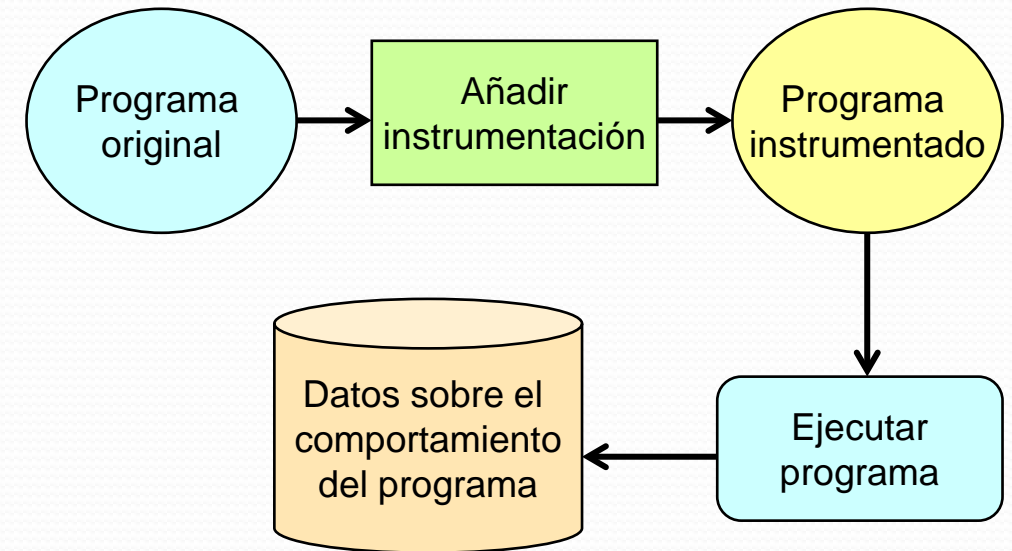 Programa
original
Añadir
instrumentación
Programa
instrumentado
Datos sobre el
comportamiento
del programa
Ejecutar
programa